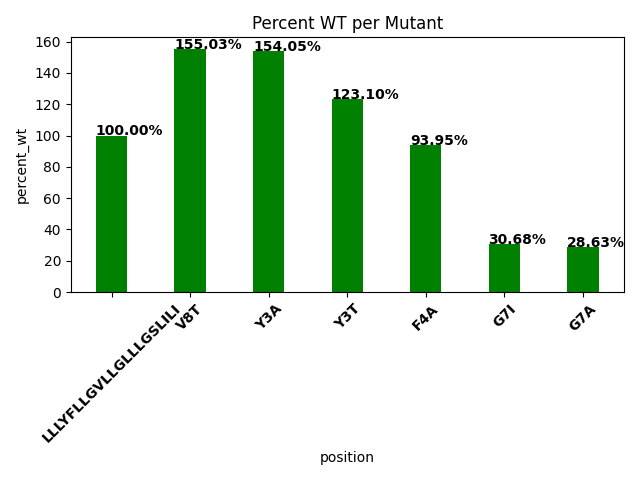 Percent WT per Mutant
percent_wt
160
140
120
100
80
60
40
20
0
100.00%
155.03%
154.05%
123.10%
93.95%
30.68%
28.63%
LLLYFLLGVLLGLLLGSLILI
V8T
Y3A
Y3T
F4A
G7I
G7A
position